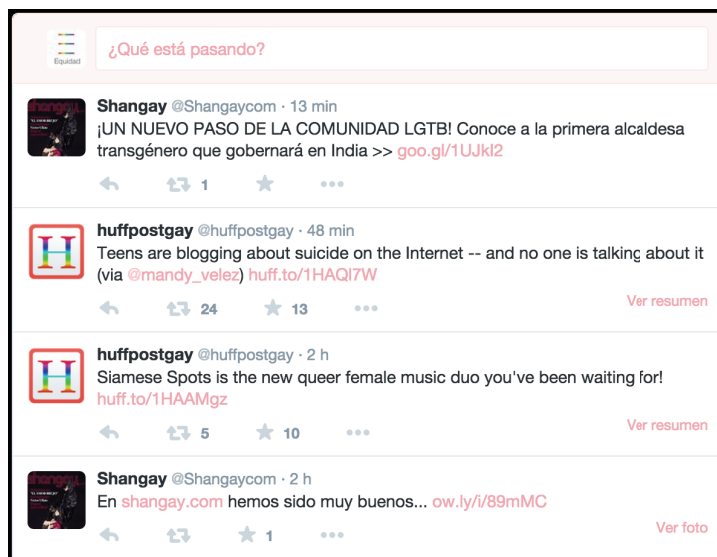 Equidad
¿Qué está pasando?
Shangay @Shangaycom · 13 min
¡UN NUEVO PASO DE LA COMUNIDAD LGTB! Conoce a la primera alcaldesa
transgénero que gobernará en India >> goo.gl/1UJkI2
1
huffpostgay @huffpostgay · 48 min
Teens are blogging about suicide on the Internet -- and no one is talking about it
(via @mandy_velez) huff.to/1HAQl7W
24 13
Ver resumen
huffpostgay @huffpostgay · 2 h
Siamese Spots is the new queer female music duo you've been waiting for!
huff.to/1HAAMgz
5 10
Ver resumen
Shangay @Shangaycom · 2 h
En shangay.com hemos sido muy buenos... ow.ly/i/89mMC
1
Ver foto